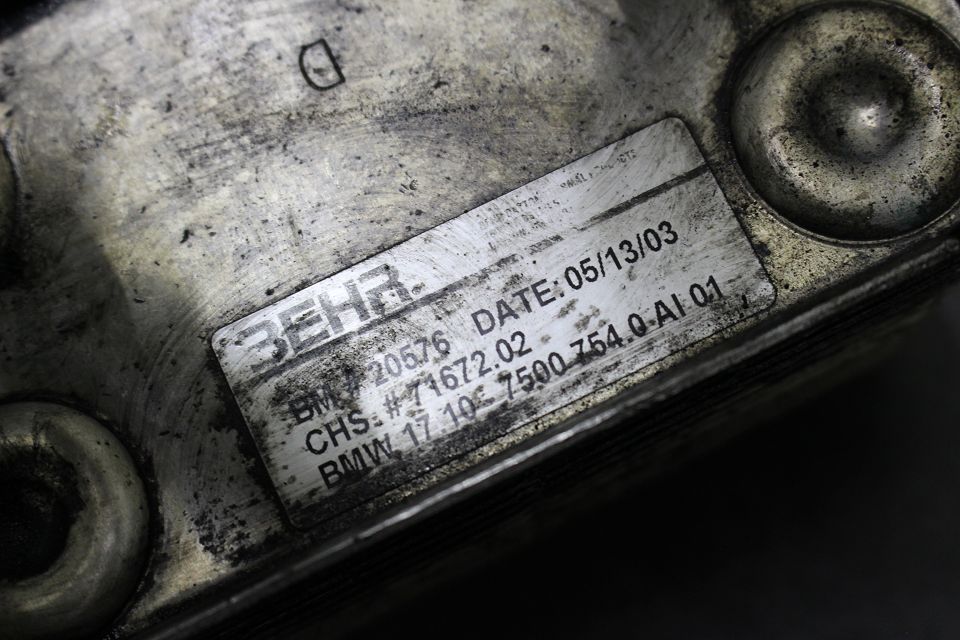 D
BEHR
BM # 20576 DATE: 05/13/03
CHS. # 71672.02
BMW 17.10-7500 754.0 AI 01